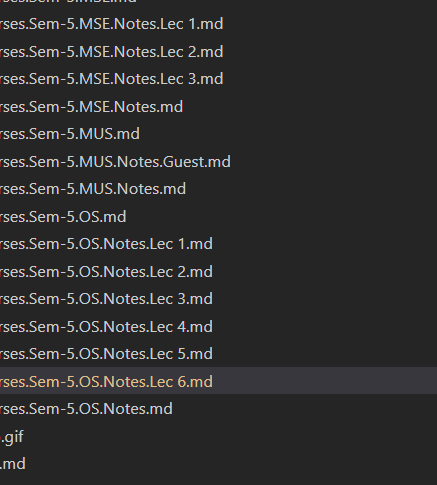 rses.Sem-5.MSE.md
rses.Sem-5.MSE.Notes.Lec 1.md
rses.Sem-5.MSE.Notes.Lec 2.md
rses.Sem-5.MSE.Notes.Lec 3.md
rses.Sem-5.MSE.Notes.md
rses.Sem-5.MUS.md
rses.Sem-5.MUS.Notes.Guest.md
rses.Sem-5.MUS.Notes.md
rses.Sem-5.OS.md
rses.Sem-5.OS.Notes.Lec 1.md
rses.Sem-5.OS.Notes.Lec 2.md
rses.Sem-5.OS.Notes.Lec 3.md
rses.Sem-5.OS.Notes.Lec 4.md
rses.Sem-5.OS.Notes.Lec 5.md
rses.Sem-5.OS.Notes.Lec 6.md
rses.Sem-5.OS.Notes.md
.gif
.md